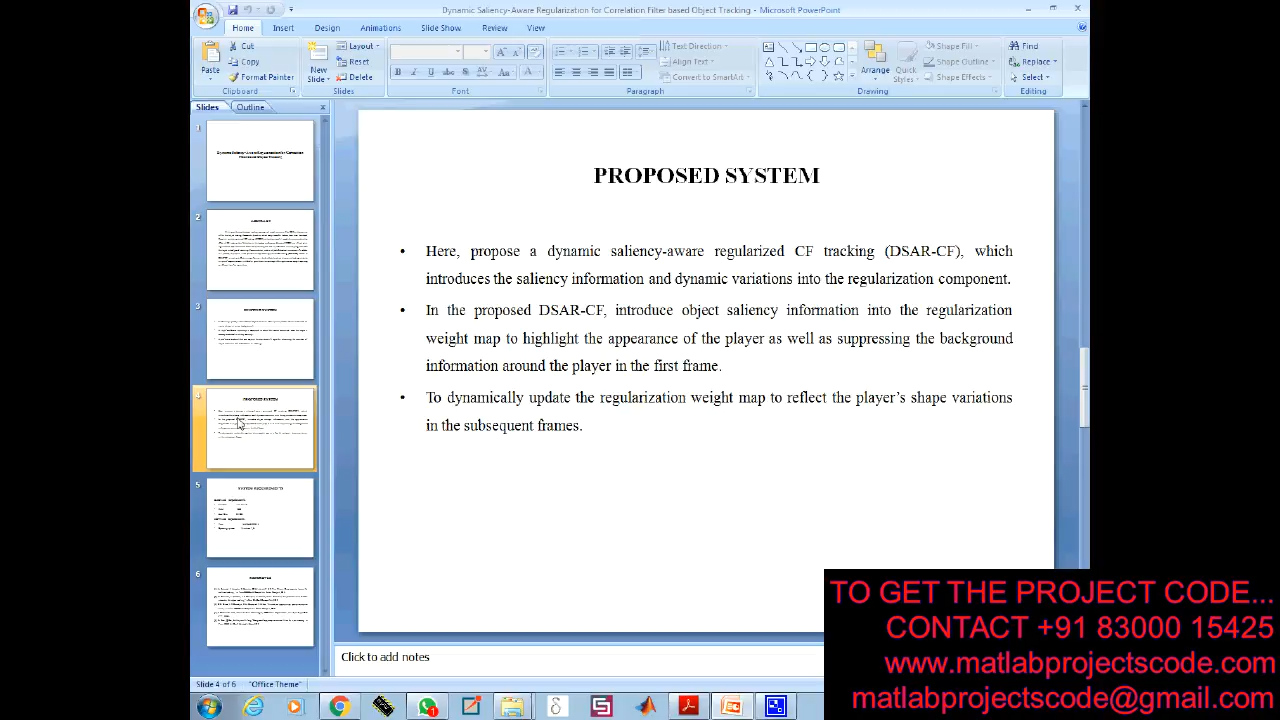 Dynamic Saliency-Aware Regularization for Correlation Filter based Object Tracking - Microsoft PowerPoint
Home Insert Design Animations Slide Show Review View
Cut
Copy
Format Painter
Paste
Clipboard
New Slide
Layout
Reset
Delete
Slides
Font
Text Direction
Align Text
Convert to SmartArt
Paragraph
Arrange
Quick Styles
Shape Fill
Shape Outline
Shape Effects
Drawing
Find
Replace
Select
Editing
Slides Outline
1
2
3
4
5
6
PROPOSED SYSTEM
• Here, proposed a dynamic saliency-aware regularized CF tracking (DSAR-CF), which
introduces the saliency information and dynamic variations into the regularization component.
• In the proposed DSAR-CF, introduce object saliency information into the regularization
weight map to highlight the appearance of the player as well as suppressing the background
information around the player in the first frame.
• To dynamically update the regularization weight map to reflect the player's shape variations
in the subsequent frames.
Click to add notes
Slide 4 of 6 "Office Theme"
TO GET THE PROJECT CODE...
CONTACT +91 83000 15425
www.matlabprojectscode.com
matlabprojectscode@gmail.com